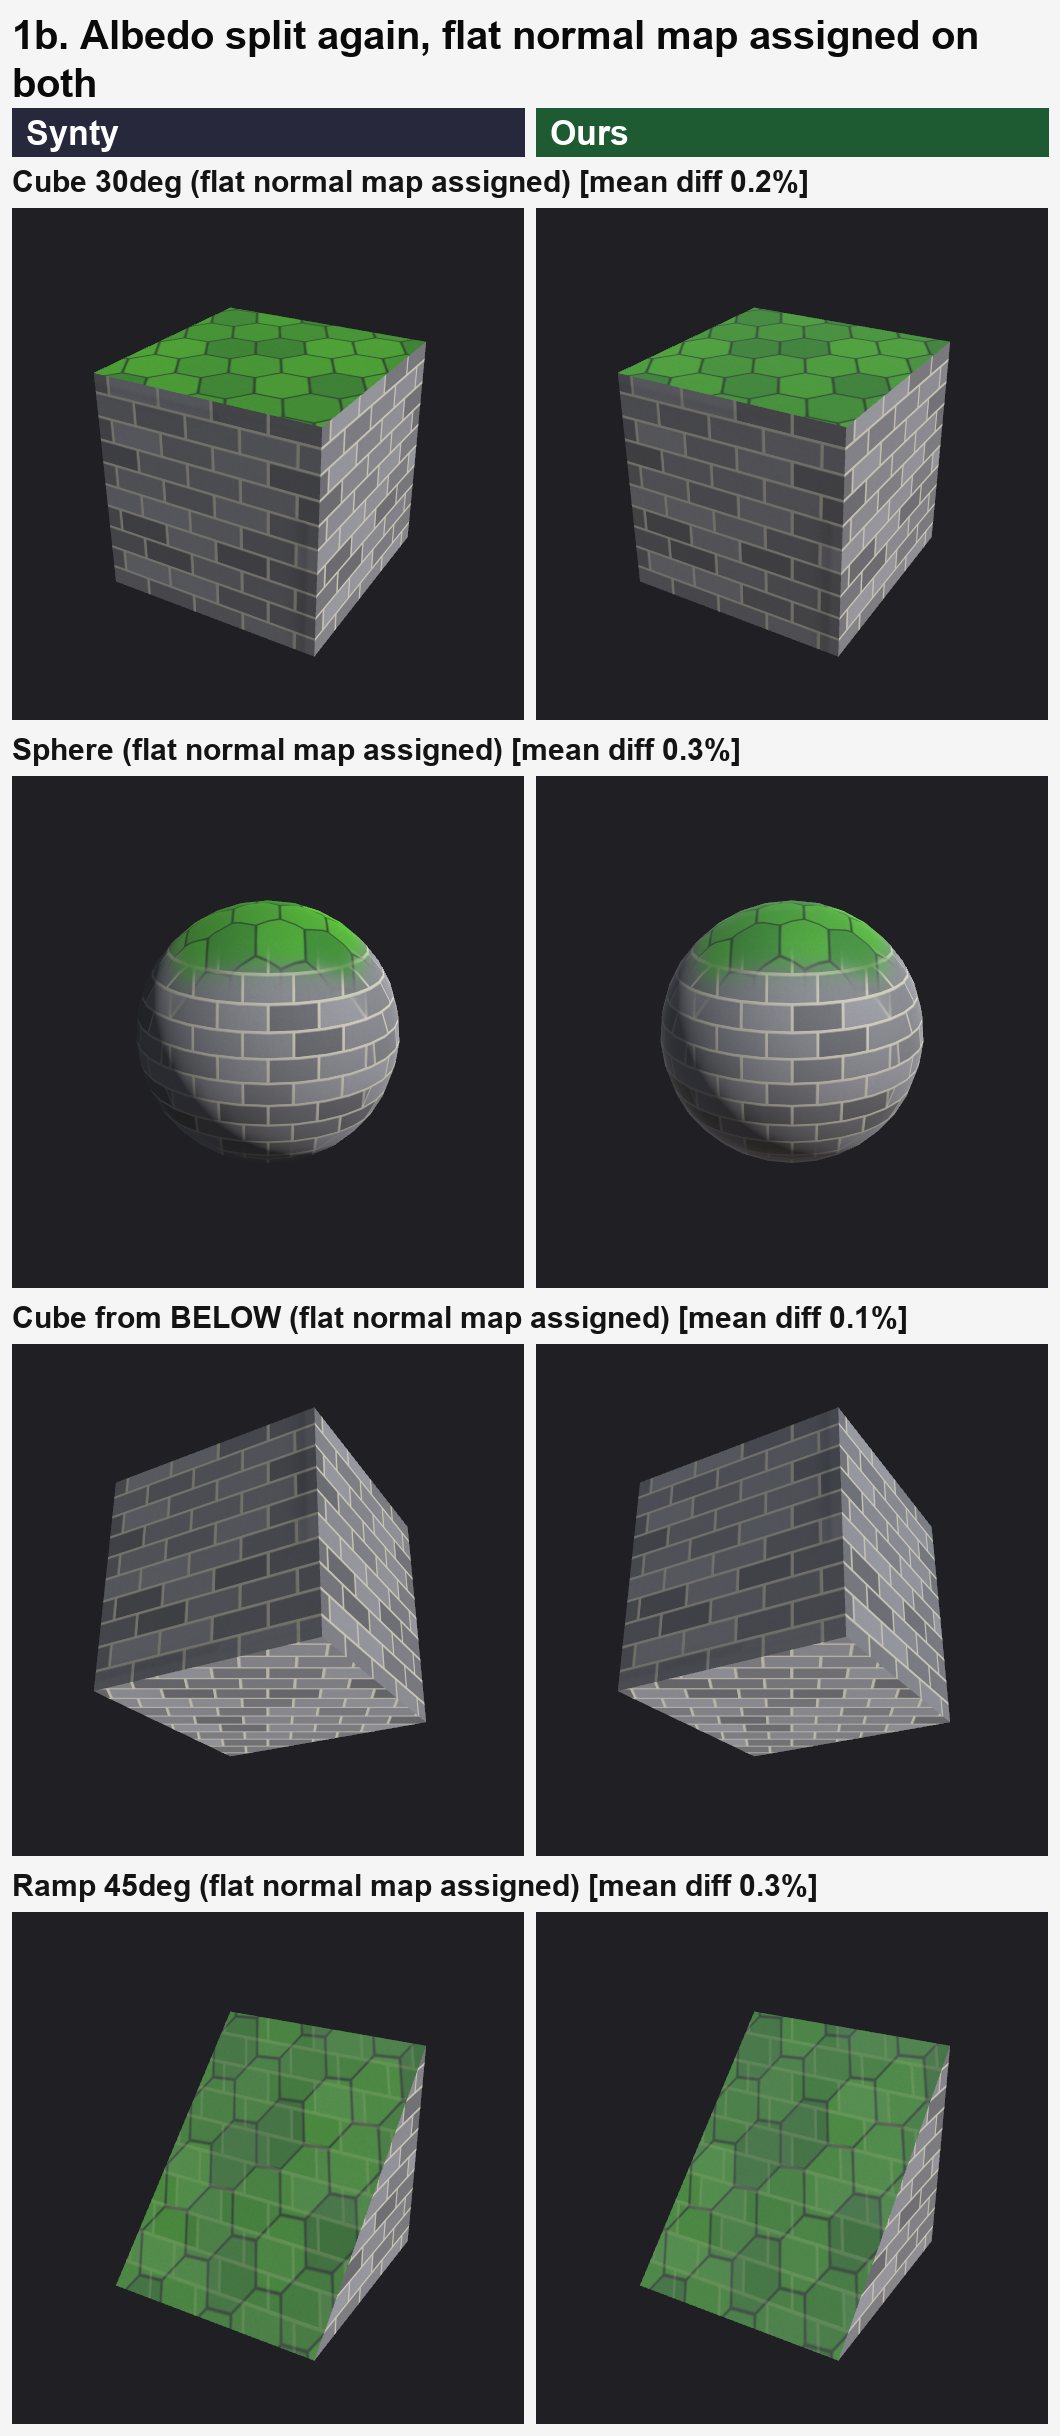 1b. Albedo split again, flat normal map assigned on
both
Synty
Ours
Cube 30deg (flat normal map assigned) [mean diff 0.2%]
Sphere (flat normal map assigned) [mean diff 0.3%]
Cube from BELOW (flat normal map assigned) [mean diff 0.1%]
Ramp 45deg (flat normal map assigned) [mean diff 0.3%]